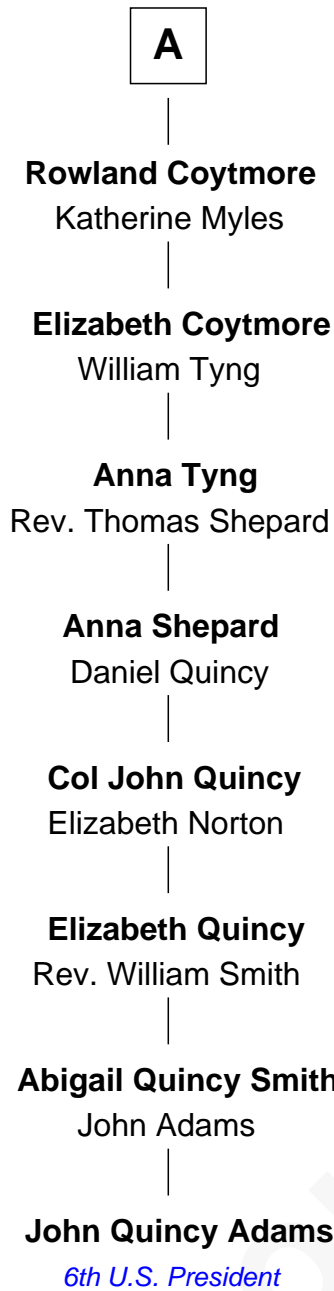 A
Rowland Coytmore
Katherine Myles
Elizabeth Coytmore
William Tyng
Anna Tyng
Rev. Thomas Shepard
Anna Shepard
Daniel Quincy
Col John Quincy
Elizabeth Norton
Elizabeth Quincy
Rev. William Smith
Abigail Quincy Smith
John Adams
John Quincy Adams
6th U.S. President